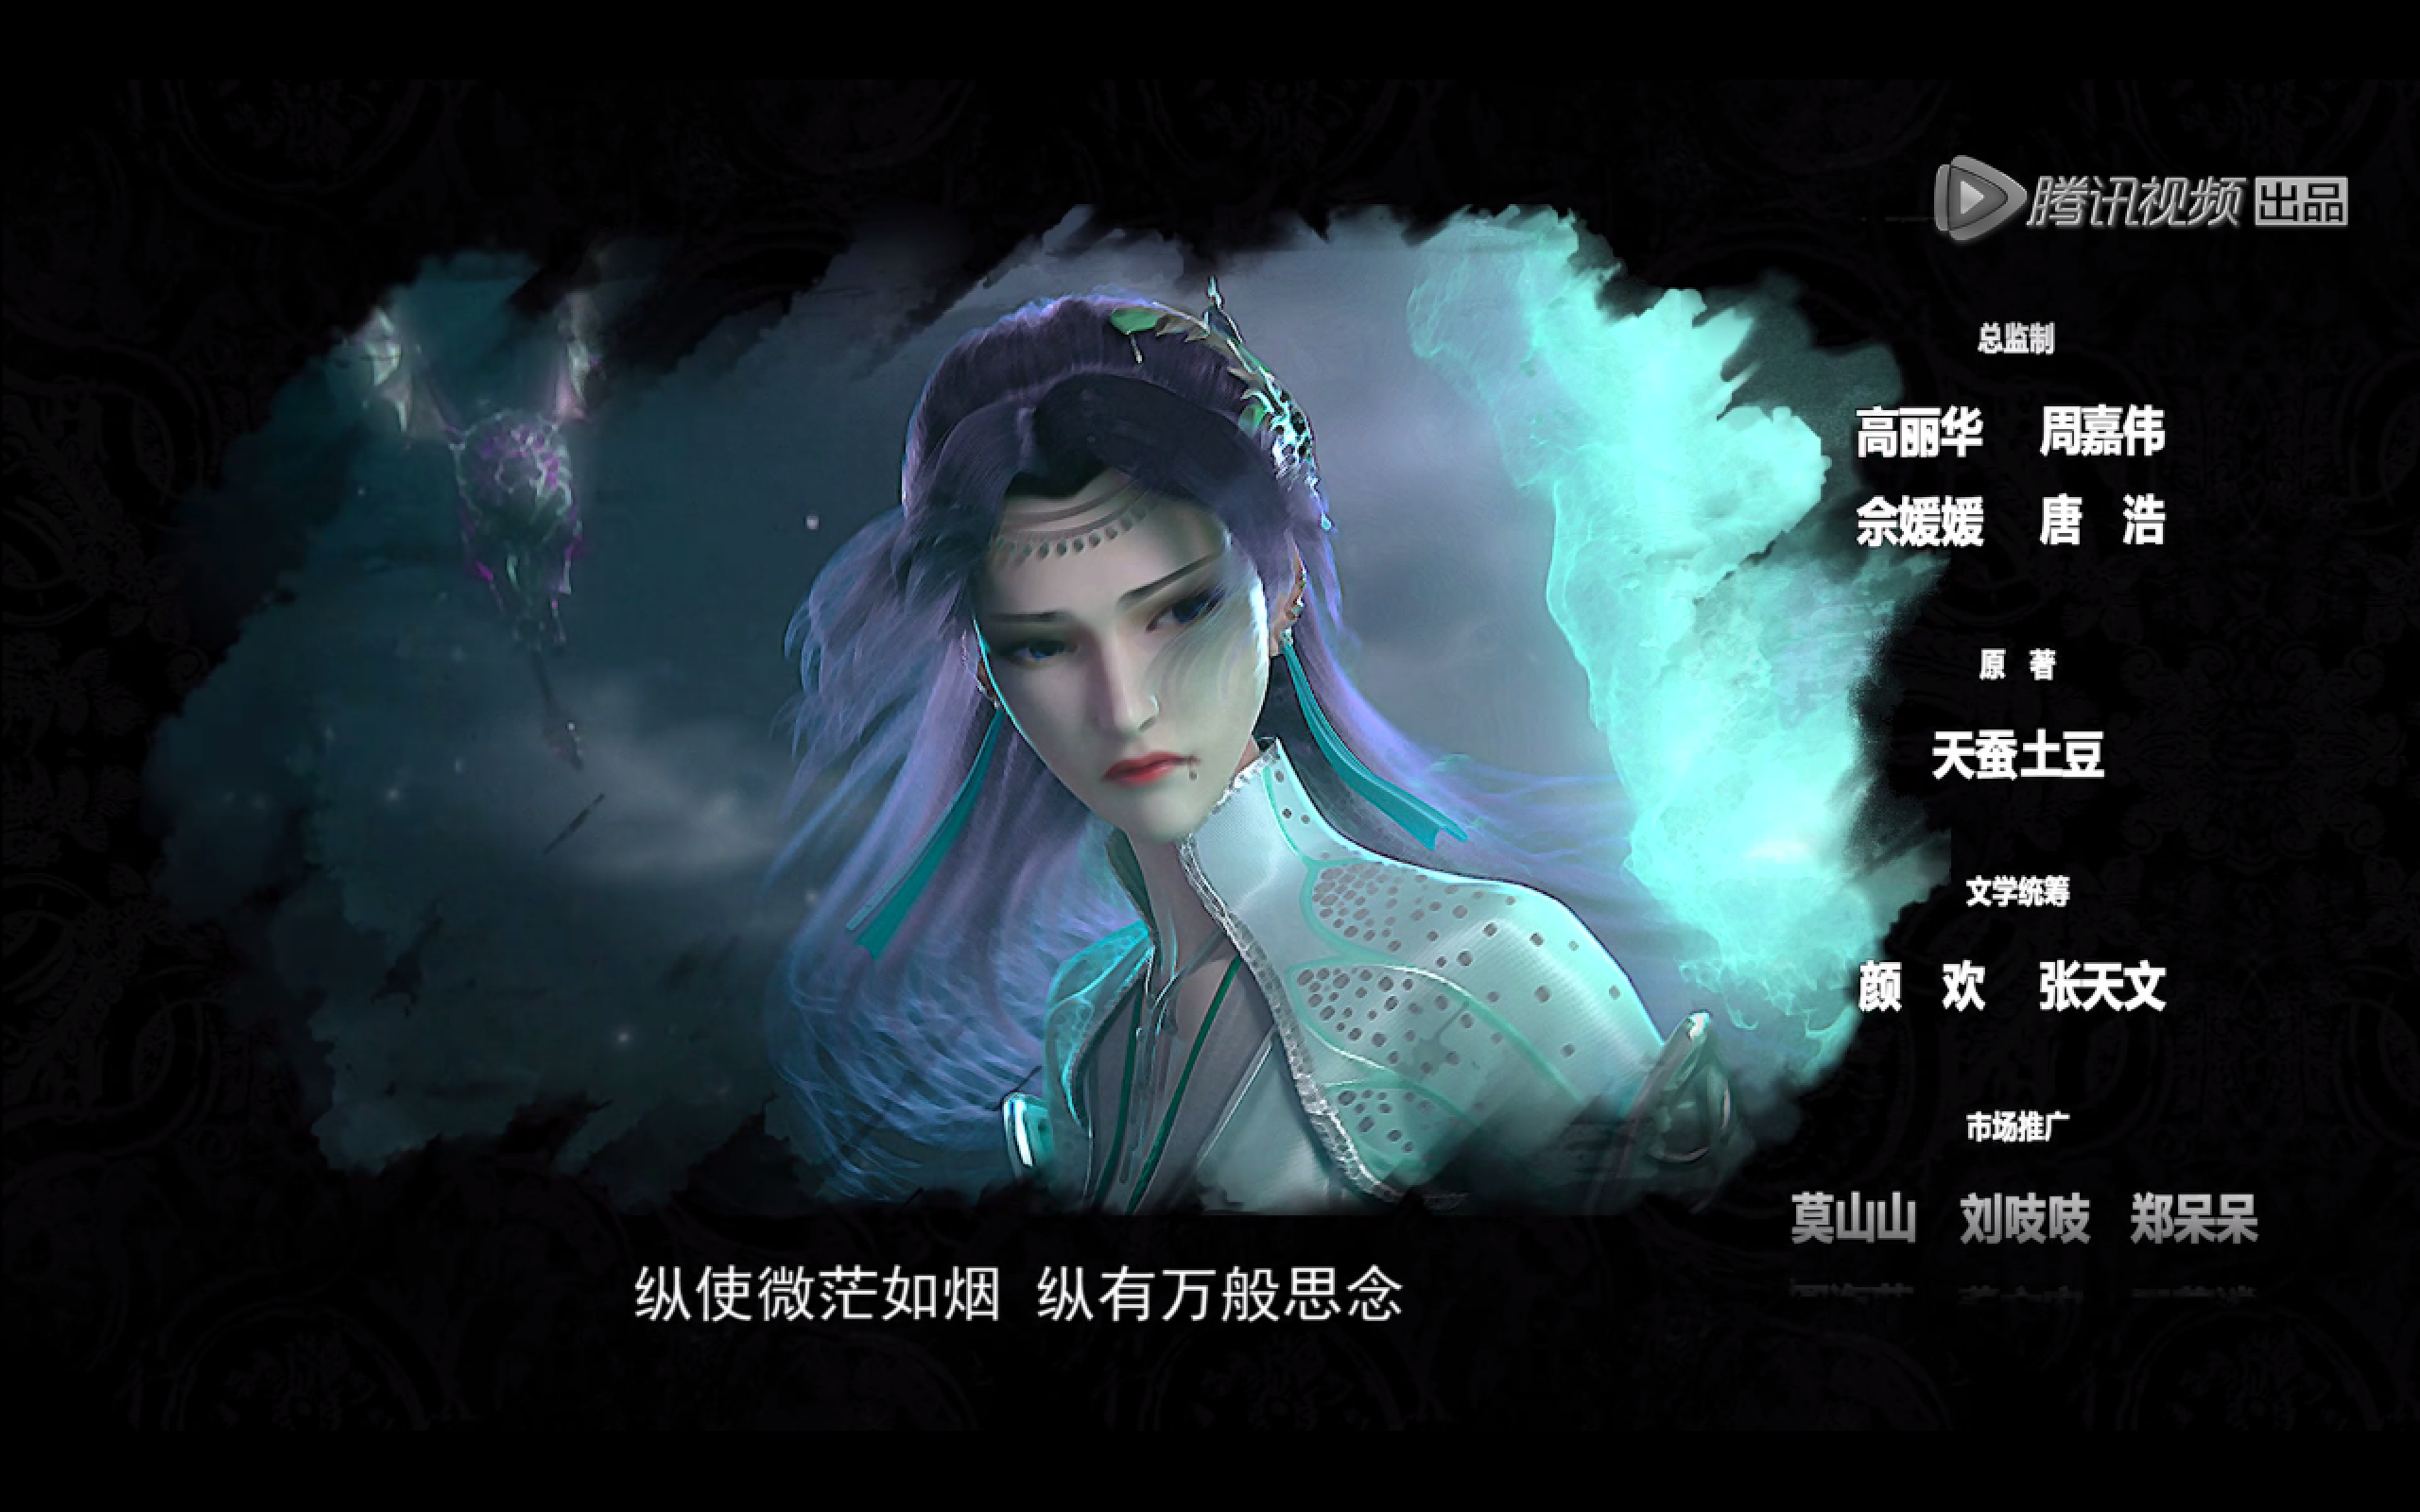 腾讯视频 出品
总监制
高丽华 周嘉伟
佘媛媛 唐 浩
原 著
天蚕土豆
文学统筹
颜 欢 张天文
市场推广
莫山山 刘吱吱 郑呆呆
纵使微茫如烟 纵有万般思念